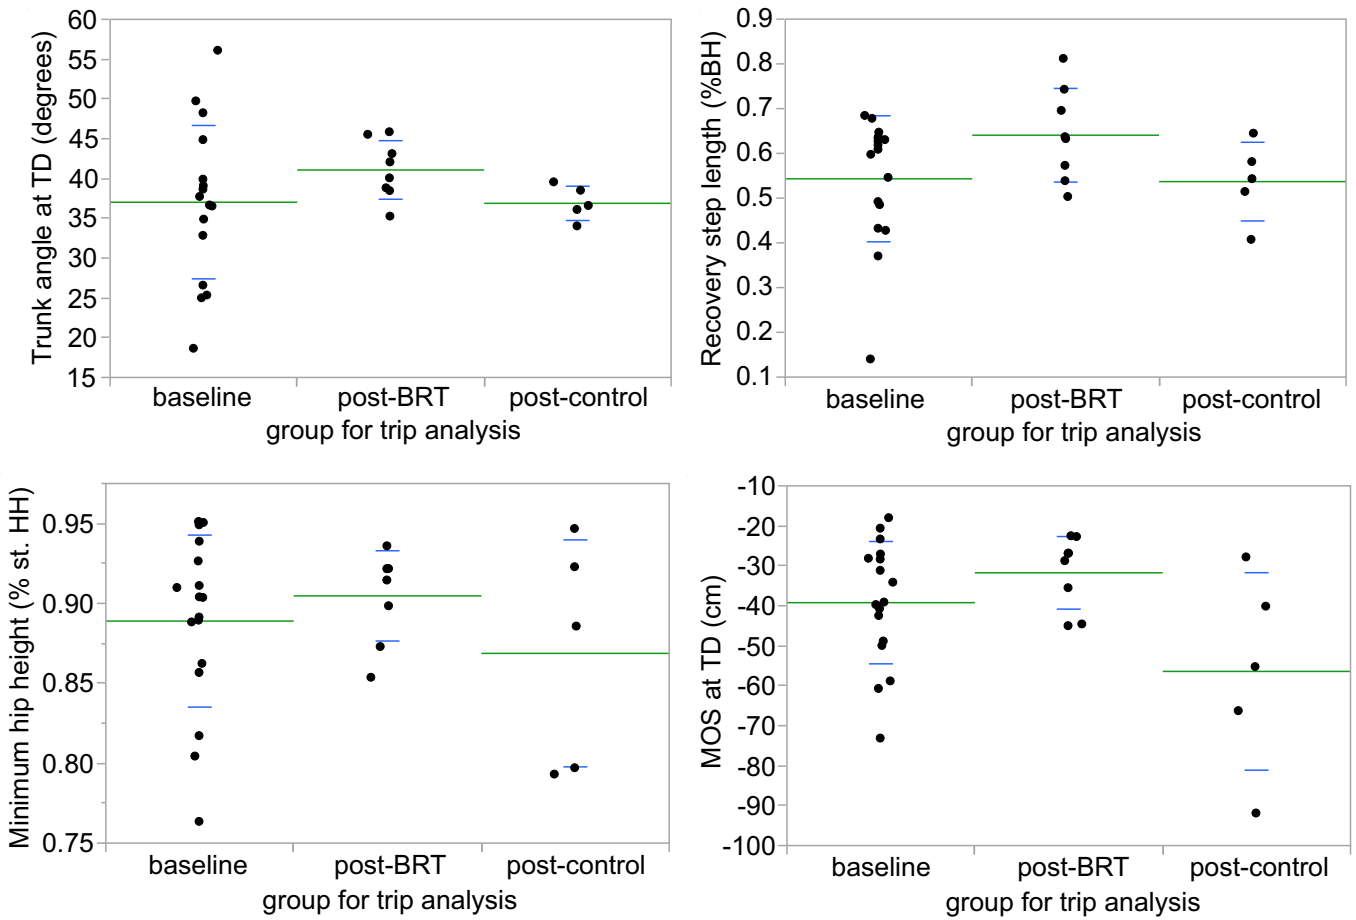 Trunk angle at TD (degrees)
60
55
50
45
40
35
30
25
20
15
baseline post-BRT post-control
group for trip analysis
Recovery step length (%BH)
0.9
0.8
0.7
0.6
0.5
0.4
0.3
0.2
0.1
baseline post-BRT post-control
group for trip analysis
Minimum hip height (% st. HH)
0.95
0.90
0.85
0.80
0.75
baseline post-BRT post-control
group for trip analysis
MOS at TD (cm)
-10
-20
-30
-40
-50
-60
-70
-80
-90
-100
baseline post-BRT post-control
group for trip analysis